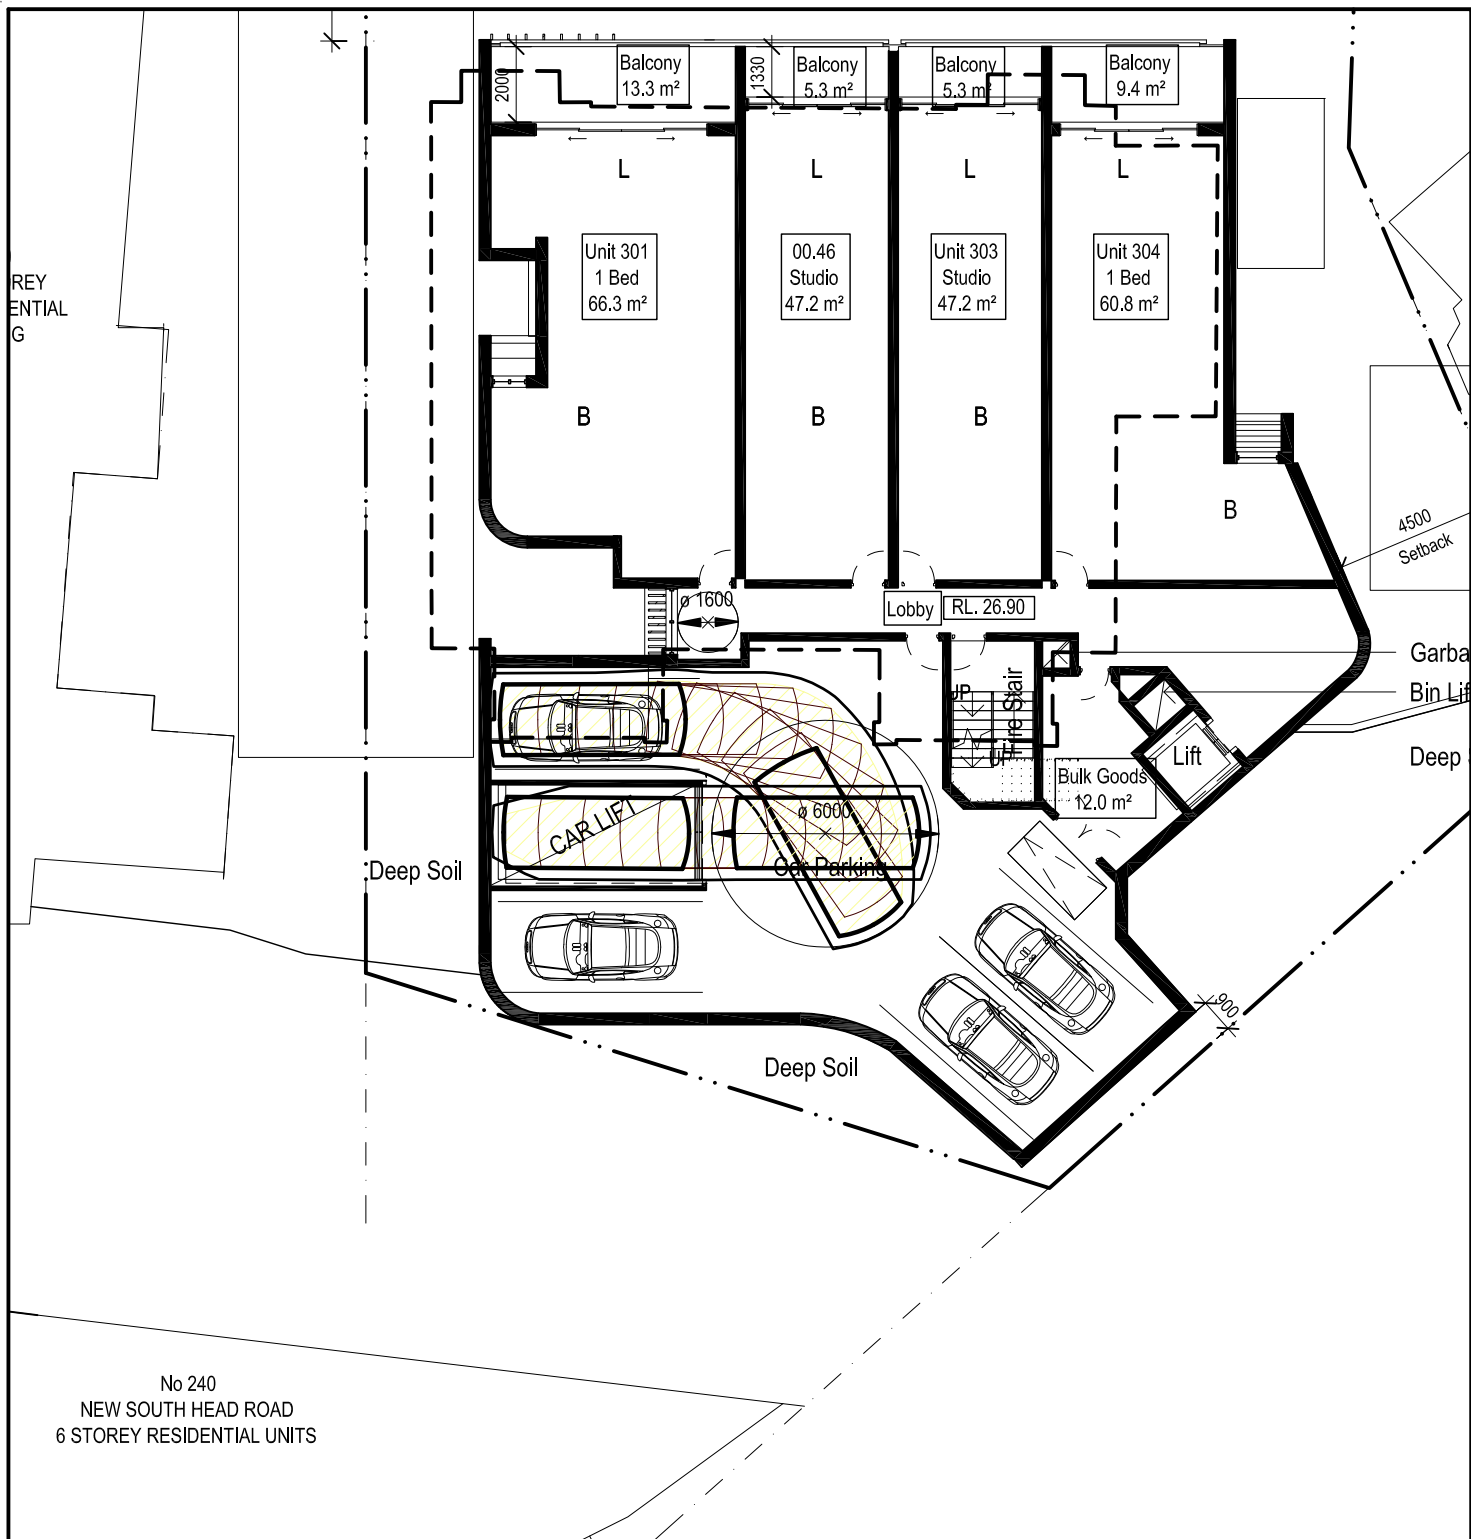 Balcony
13.3 m²
Balcony
5.3 m²
Balcony
5.3 m²
Balcony
9.4 m²
2000
1330
L
L
L
L
Unit 301
1 Bed
66.3 m²
00.46
Studio
47.2 m²
Unit 303
Studio
47.2 m²
Unit 304
1 Bed
60.8 m²
REY
ENTIAL
G
B
B
B
B
4500
Setback
ø 1600
Lobby
RL. 26.90
Garba
Bin Lif
Deep
UP
Fire Stair
UP
Lift
Bulk Goods
12.0 m²
CAR LIFT
ø 6000
Car Parking
Deep Soil
900
Deep Soil
No 240
NEW SOUTH HEAD ROAD
6 STOREY RESIDENTIAL UNITS